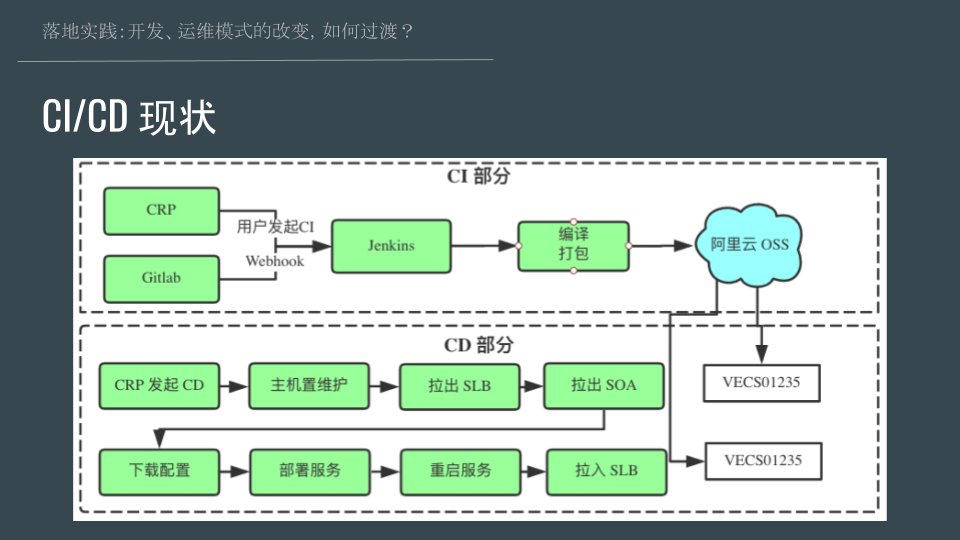 落地实践：开发、运维模式的改变，如何过渡？
CI/CD 现状
CI 部分
CRP
用户发起CI
Webhook
Gitlab
Jenkins
编译
打包
阿里云 OSS
CD 部分
CRP 发起 CD
主机置维护
拉出 SLB
拉出 SOA
VECS01235
下载配置
部署服务
重启服务
拉入 SLB
VECS01235